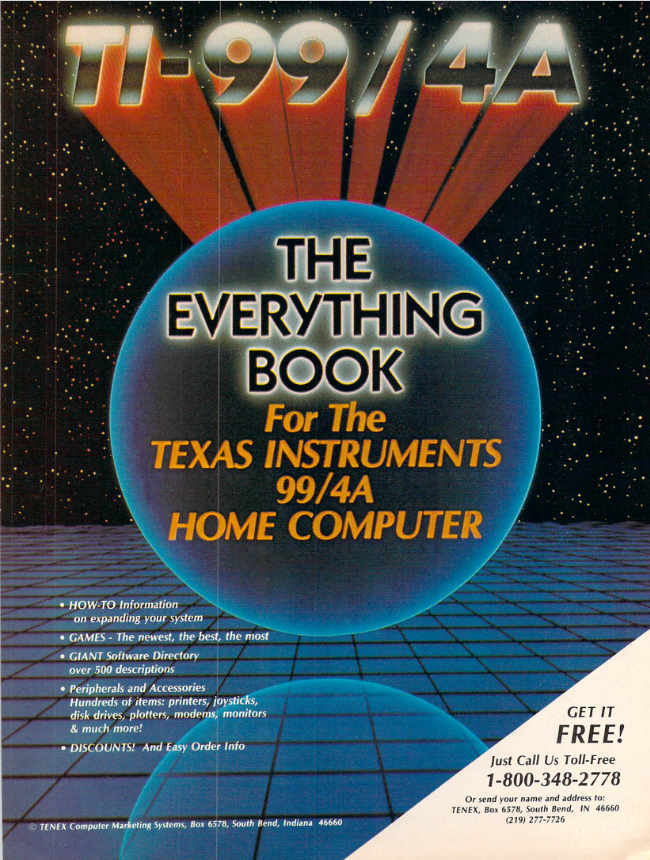 TI-99/4A
THE
EVERYTHING
BOOK
For The
TEXAS INSTRUMENTS
99/4A
HOME COMPUTER
• HOW-TO Information
on expanding your system
• GAMES - The newest, the best, the most
• GIANT Software Directory
over 500 descriptions
• Peripherals and Accessories
Hundreds of items: printers, joysticks,
disk drives, plotters, modems, monitors
& much more!
• DISCOUNTS! And Easy Order Info
GET IT
FREE!
Just Call Us Toll-Free
1-800-348-2778
Or send your name and address to:
TENEX, Box 6578, South Bend, IN 46660
(219) 277-7726
© TENEX Computer Marketing Systems, Box 6578, South Bend, Indiana 46660